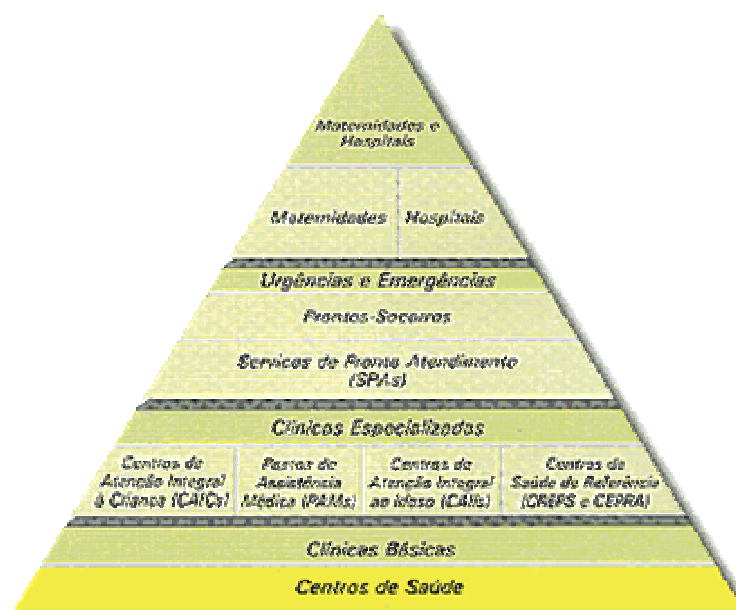 Maternidades e
Hospitais
Maternidades
Hospitais
Urgências e Emergências
Prontos-Socorros
Serviços de Pronto Atendimento
(SPAs)
Clínicas Especializadas
Centros de
Atenção Integral
à Criança (CAICs)
Postos de
Assistência
Médica (PAMs)
Centros de
Atenção Integral
ao Idoso (CAIIs)
Centros de
Saúde de Referência
(CREPS e CEPRA)
Clínicas Básicas
Centros de Saúde